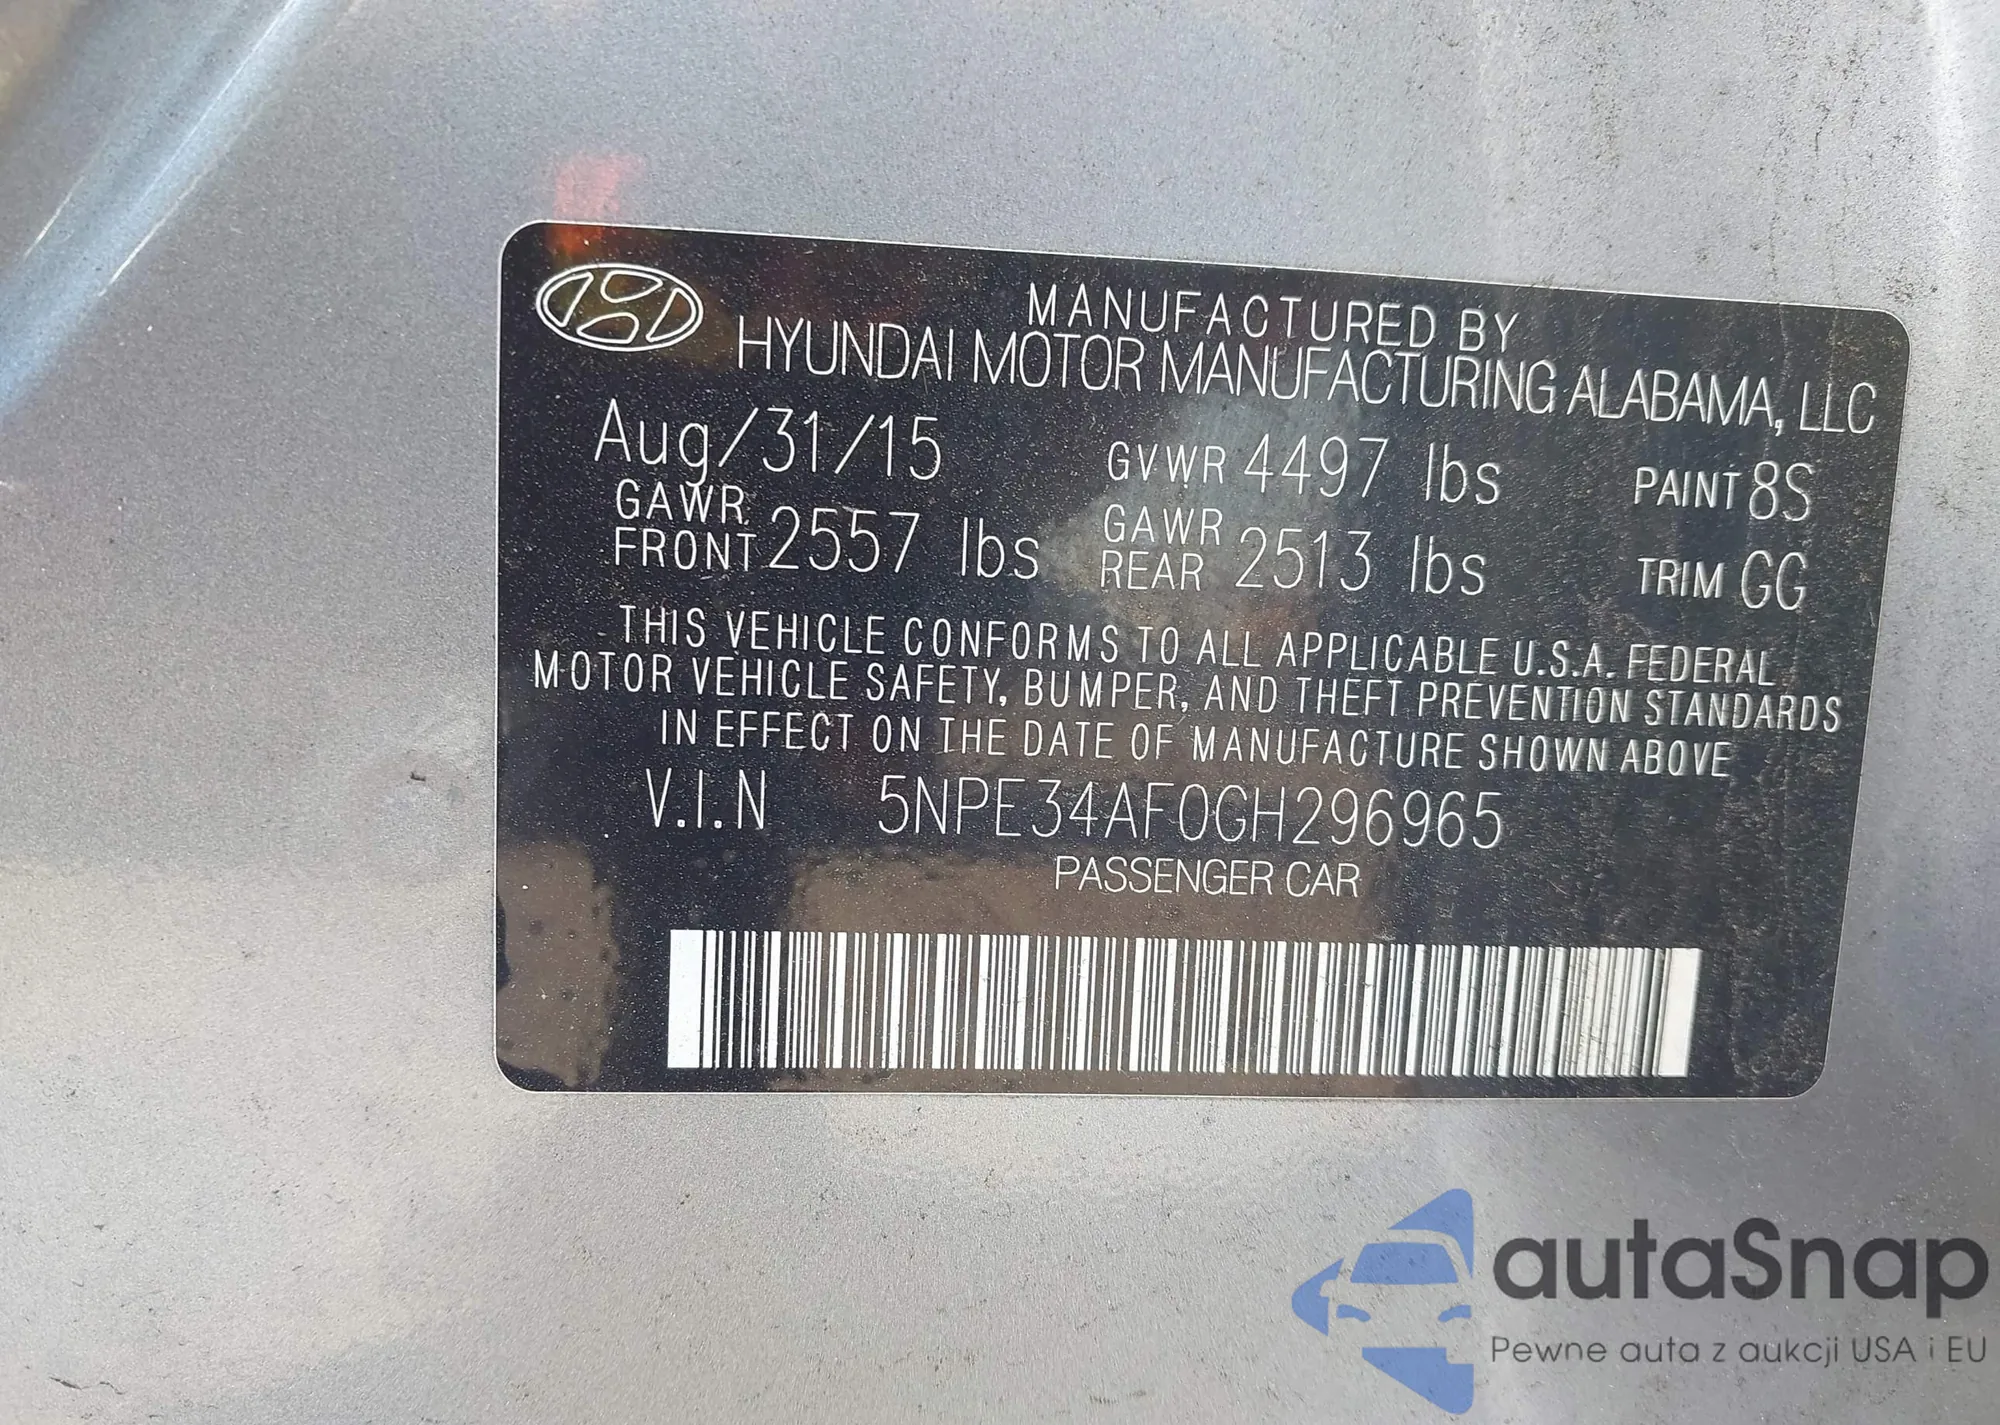 MANUFACTURED BY
HYUNDAI MOTOR MANUFACTURING ALABAMA, LLC
Aug/31/15 GVWR 4497 lbs PAINT 8S
GAWR FRONT 2557 lbs GAWR REAR 2513 lbs TRIM GG
THIS VEHICLE CONFORMS TO ALL APPLICABLE U.S.A. FEDERAL
MOTOR VEHICLE SAFETY, BUMPER, AND THEFT PREVENTION STANDARDS
IN EFFECT ON THE DATE OF MANUFACTURE SHOWN ABOVE
V.I.N 5NPE34AF0GH296965
PASSENGER CAR
autaSnap
Pewne auta z aukcji USA i EU